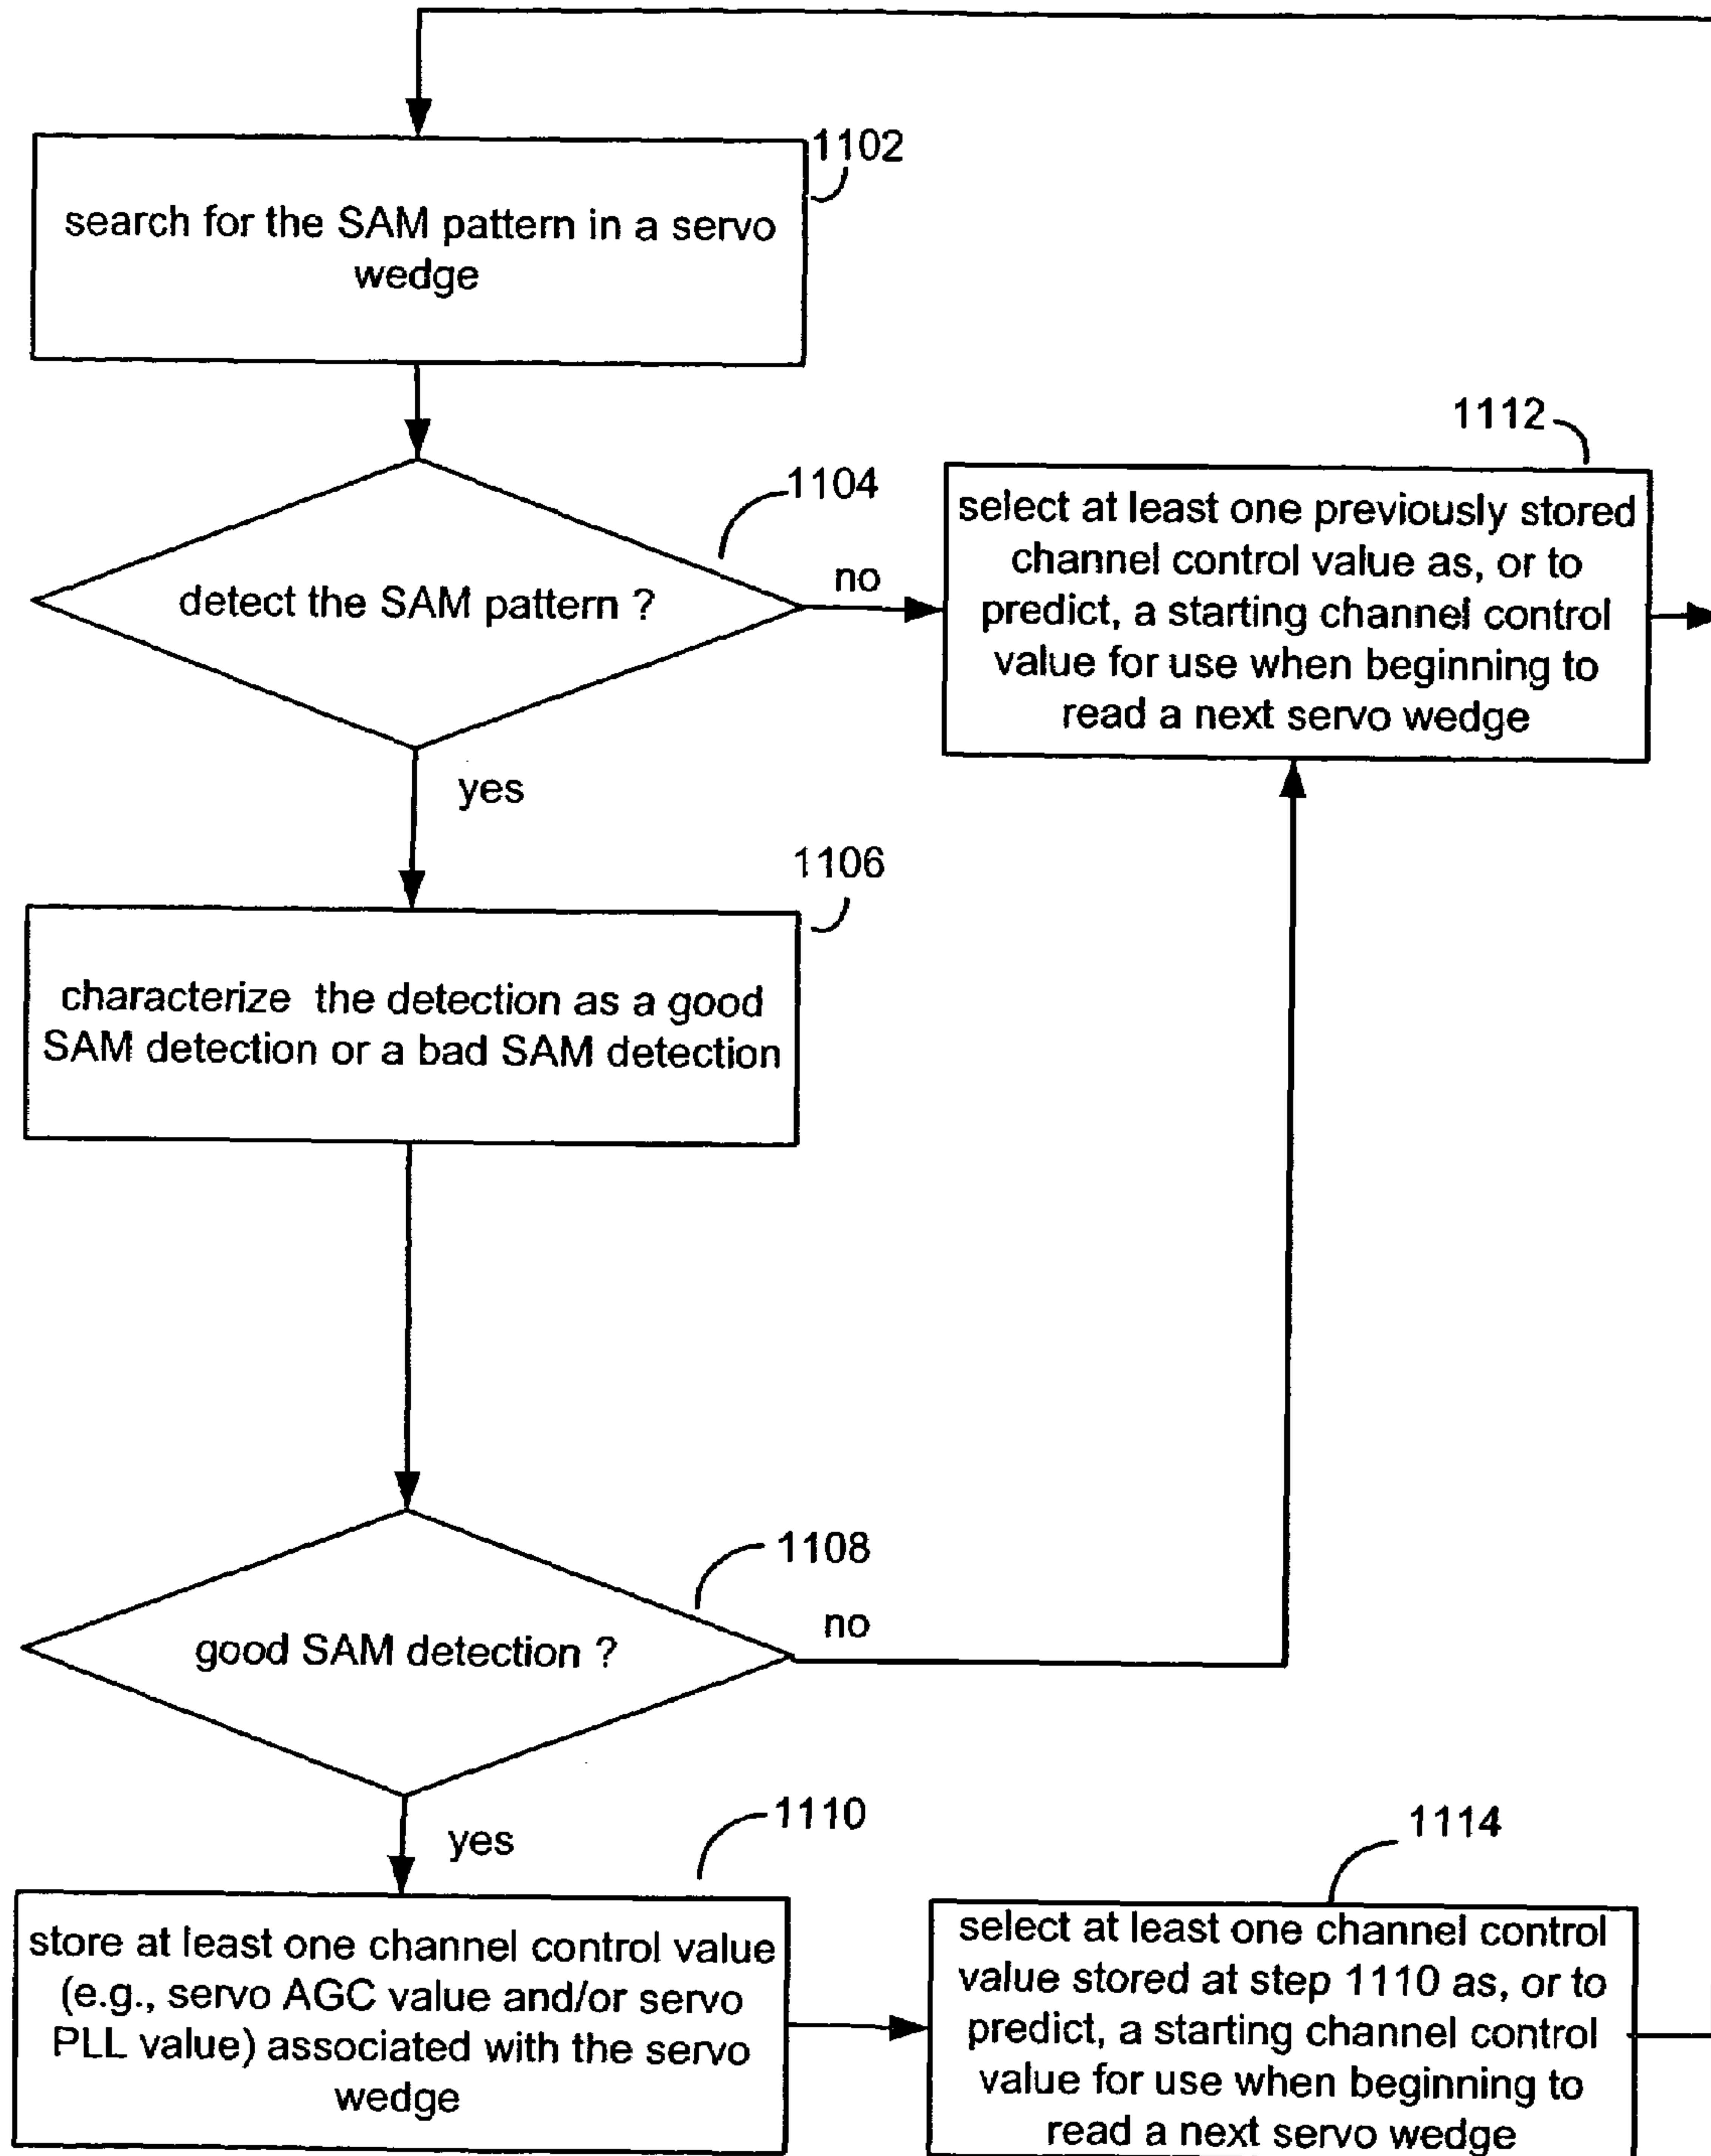 1102
search for the SAM pattern in a servo
wedge
1104
detect the SAM pattern ?
no
yes
1112
select at least one previously stored
channel control value as, or to
predict, a starting channel control
value for use when beginning to
read a next servo wedge
1106
characterize the detection as a good
SAM detection or a bad SAM detection
1108
good SAM detection ?
no
yes
1110
store at least one channel control value
(e.g., servo AGC value and/or servo
PLL value) associated with the servo
wedge
1114
select at least one channel control
value stored at step 1110 as, or to
predict, a starting channel control
value for use when beginning to
read a next servo wedge